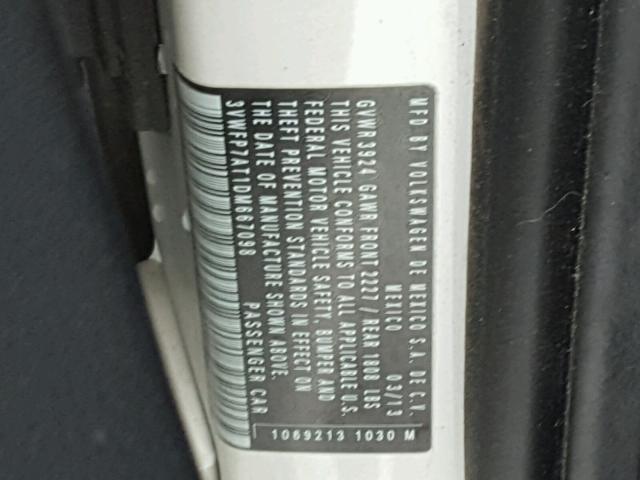 MFD BY VOLKSWAGEN DE MEXICO S.A. DE C.V.
MEXICO 03/13
GVWR 3924 GAWR FRONT 2227 / REAR 1808 LBS
THIS VEHICLE CONFORMS TO ALL APPLICABLE U.S.
FEDERAL MOTOR VEHICLE SAFETY, BUMPER AND
THEFT PREVENTION STANDARDS IN EFFECT ON
THE DATE OF MANUFACTURE SHOWN ABOVE.
3VWFP7AT1DM667098 PASSENGER CAR
1069213 1030 M